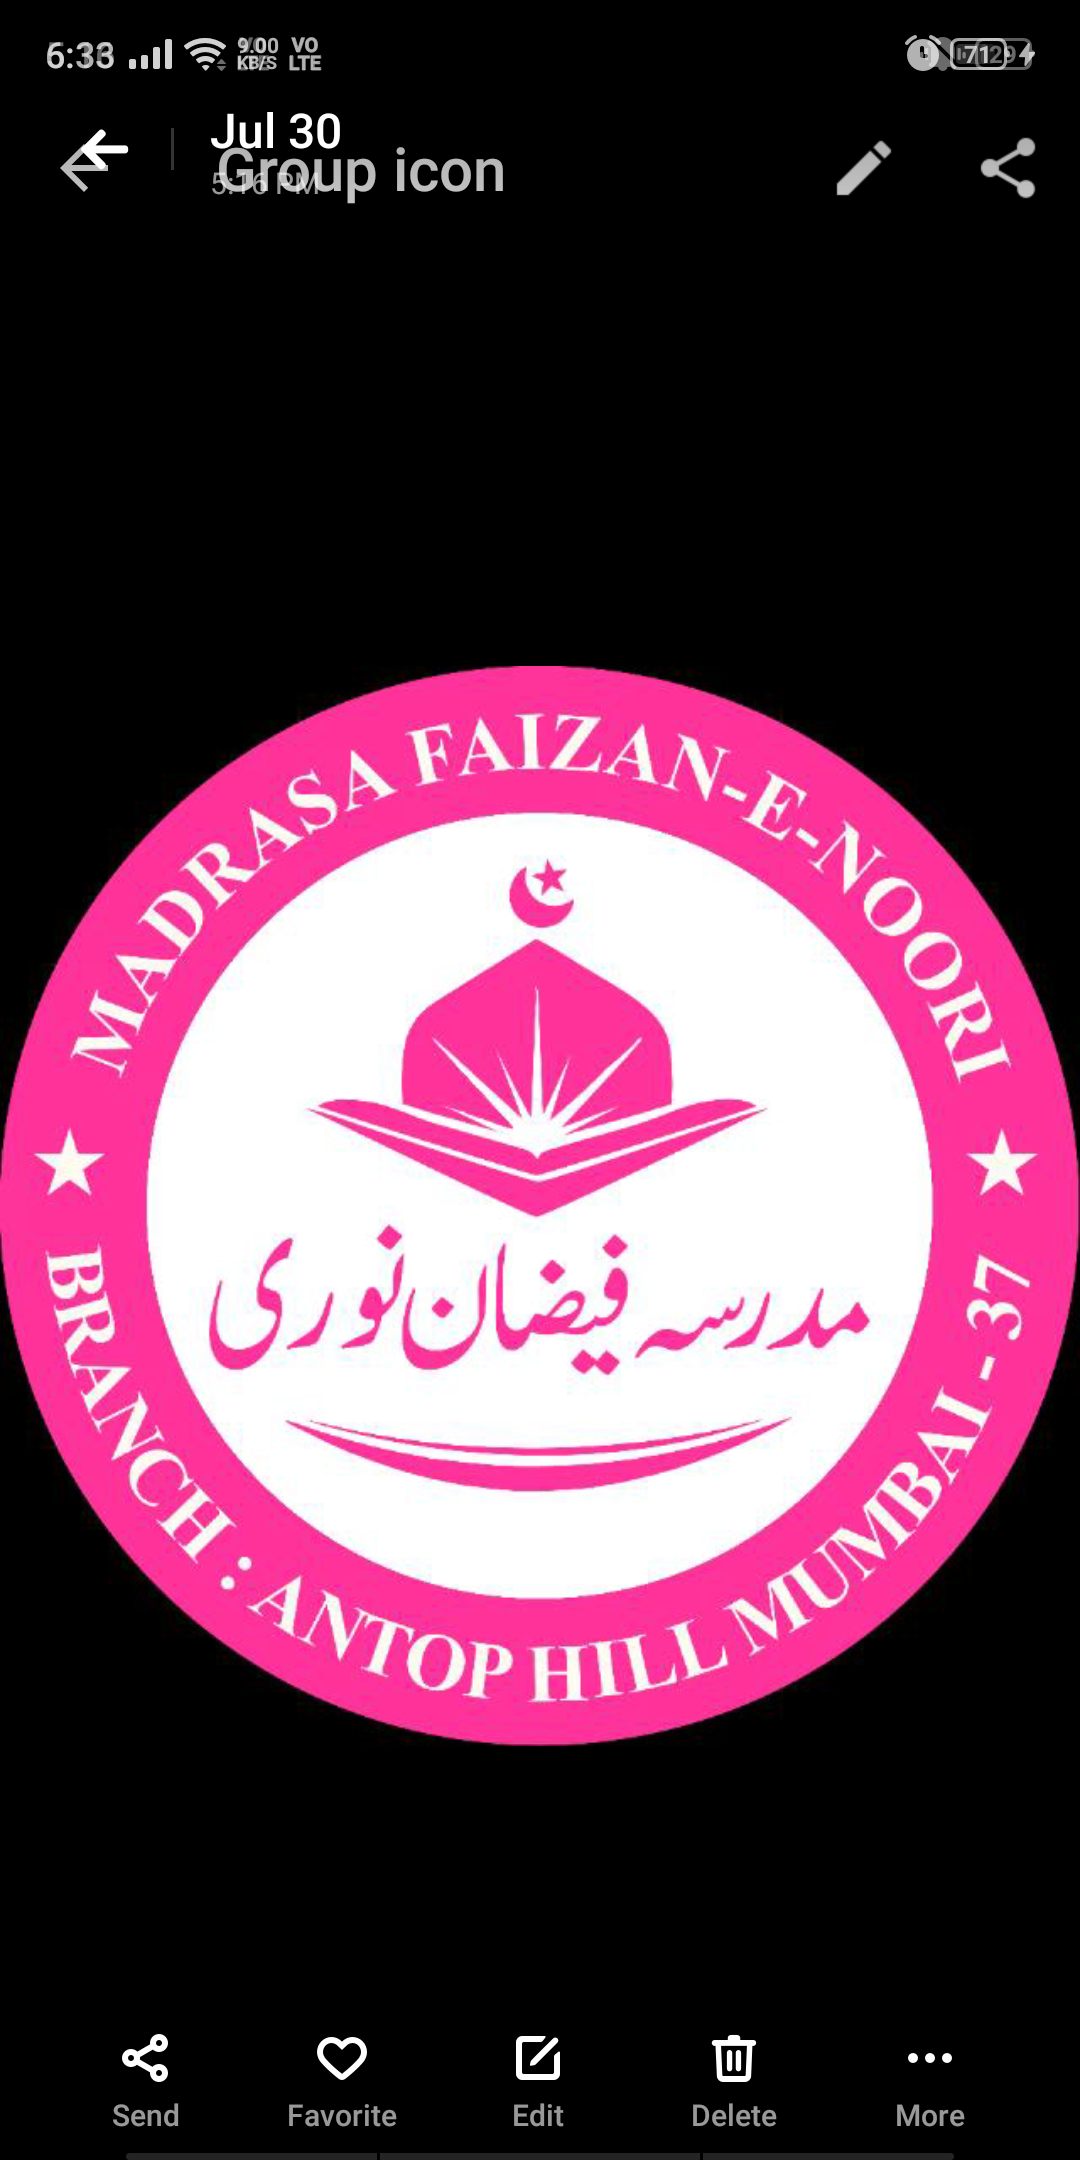 6:33
9.00 KB/S
VO LTE
71
Jul 30
5:16 PM
Group icon
MADRASA FAIZAN-E-NOORI
مدرسہ فیضان نوری
BRANCH : ANTOP HILL MUMBAI - 37
Send
Favorite
Edit
Delete
More